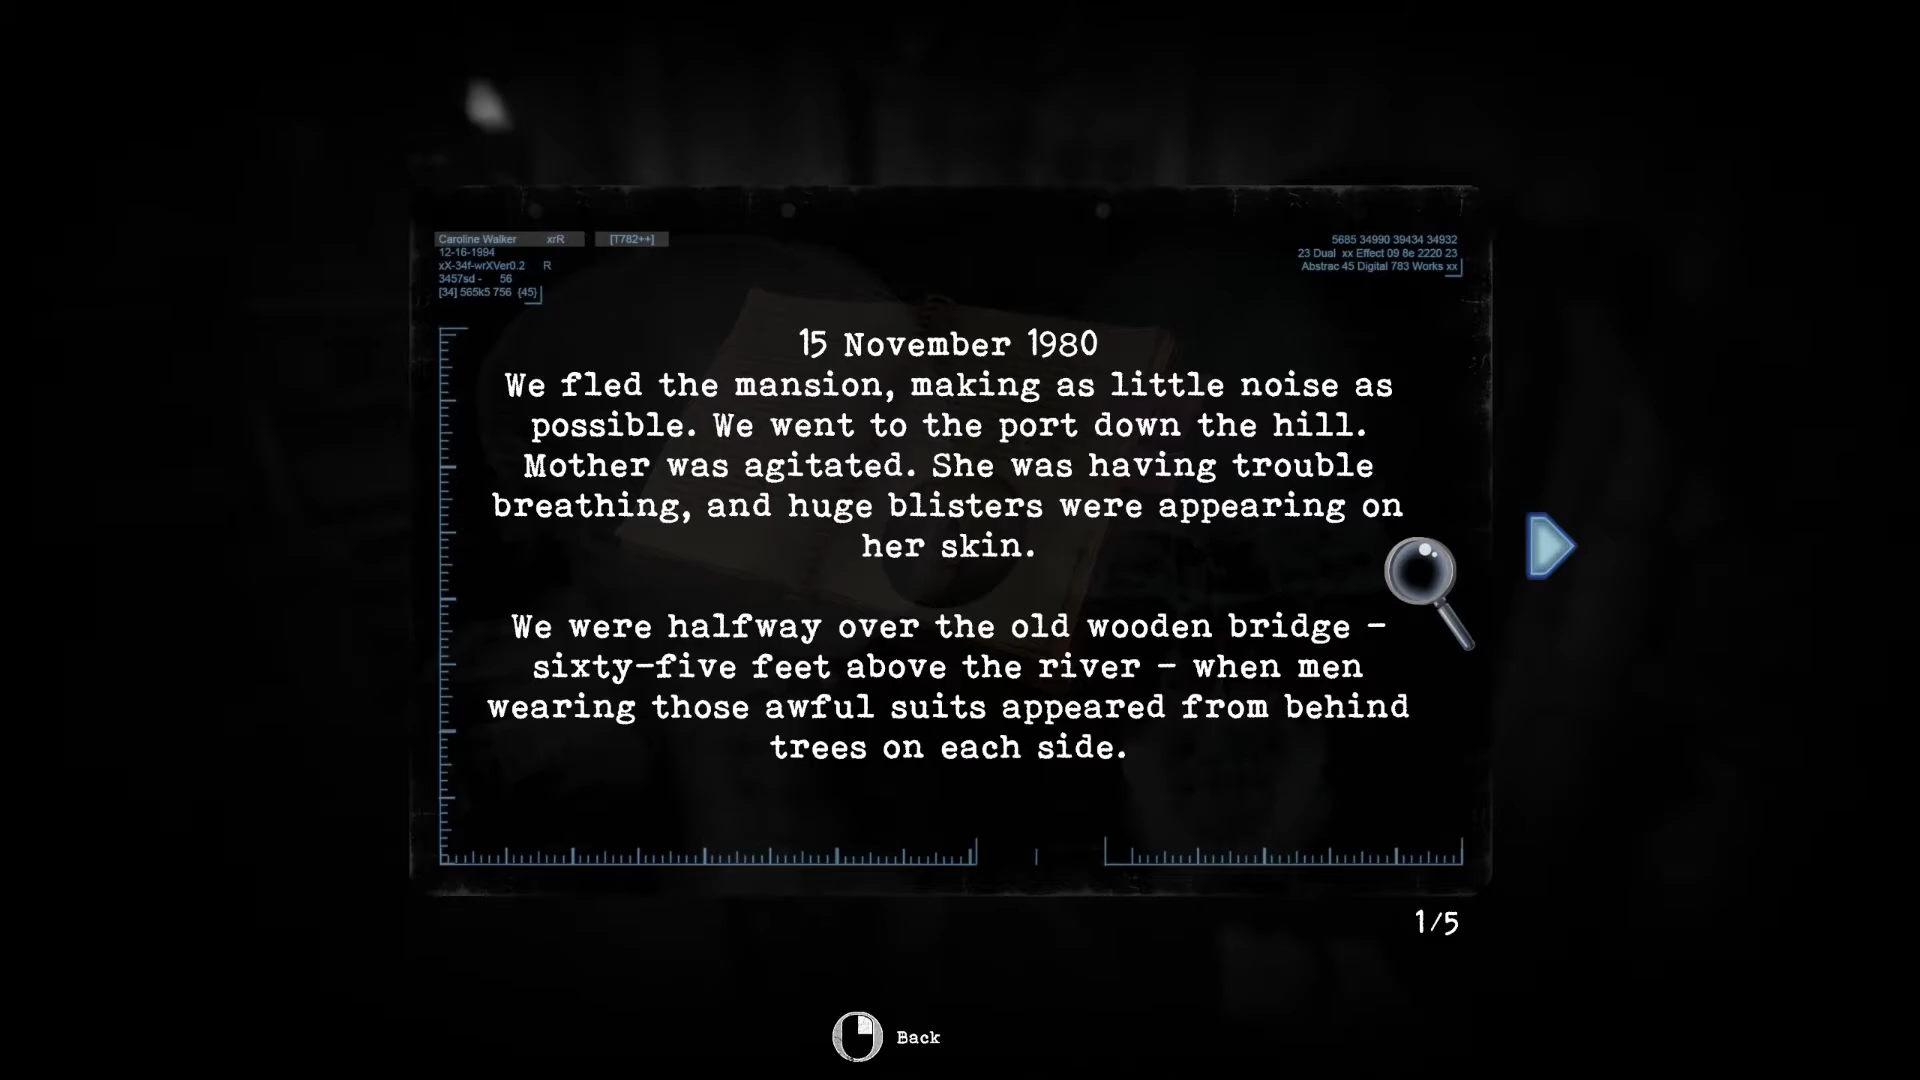 Caroline Walker xrR [T782++]
12-16-1994
xX-34f-wrXVer0.2 R
3457sd - 56
[34] 565k5 756 {45}
5685 34990 39434 34932
23 Dual xx Effect 09 8e 2220 23
Abstrac 45 Digital 783 Works xx
15 November 1980
We fled the mansion, making as little noise as
possible. We went to the port down the hill.
Mother was agitated. She was having trouble
breathing, and huge blisters were appearing on
her skin.
We were halfway over the old wooden bridge –
sixty-five feet above the river – when men
wearing those awful suits appeared from behind
trees on each side.
1/5
Back